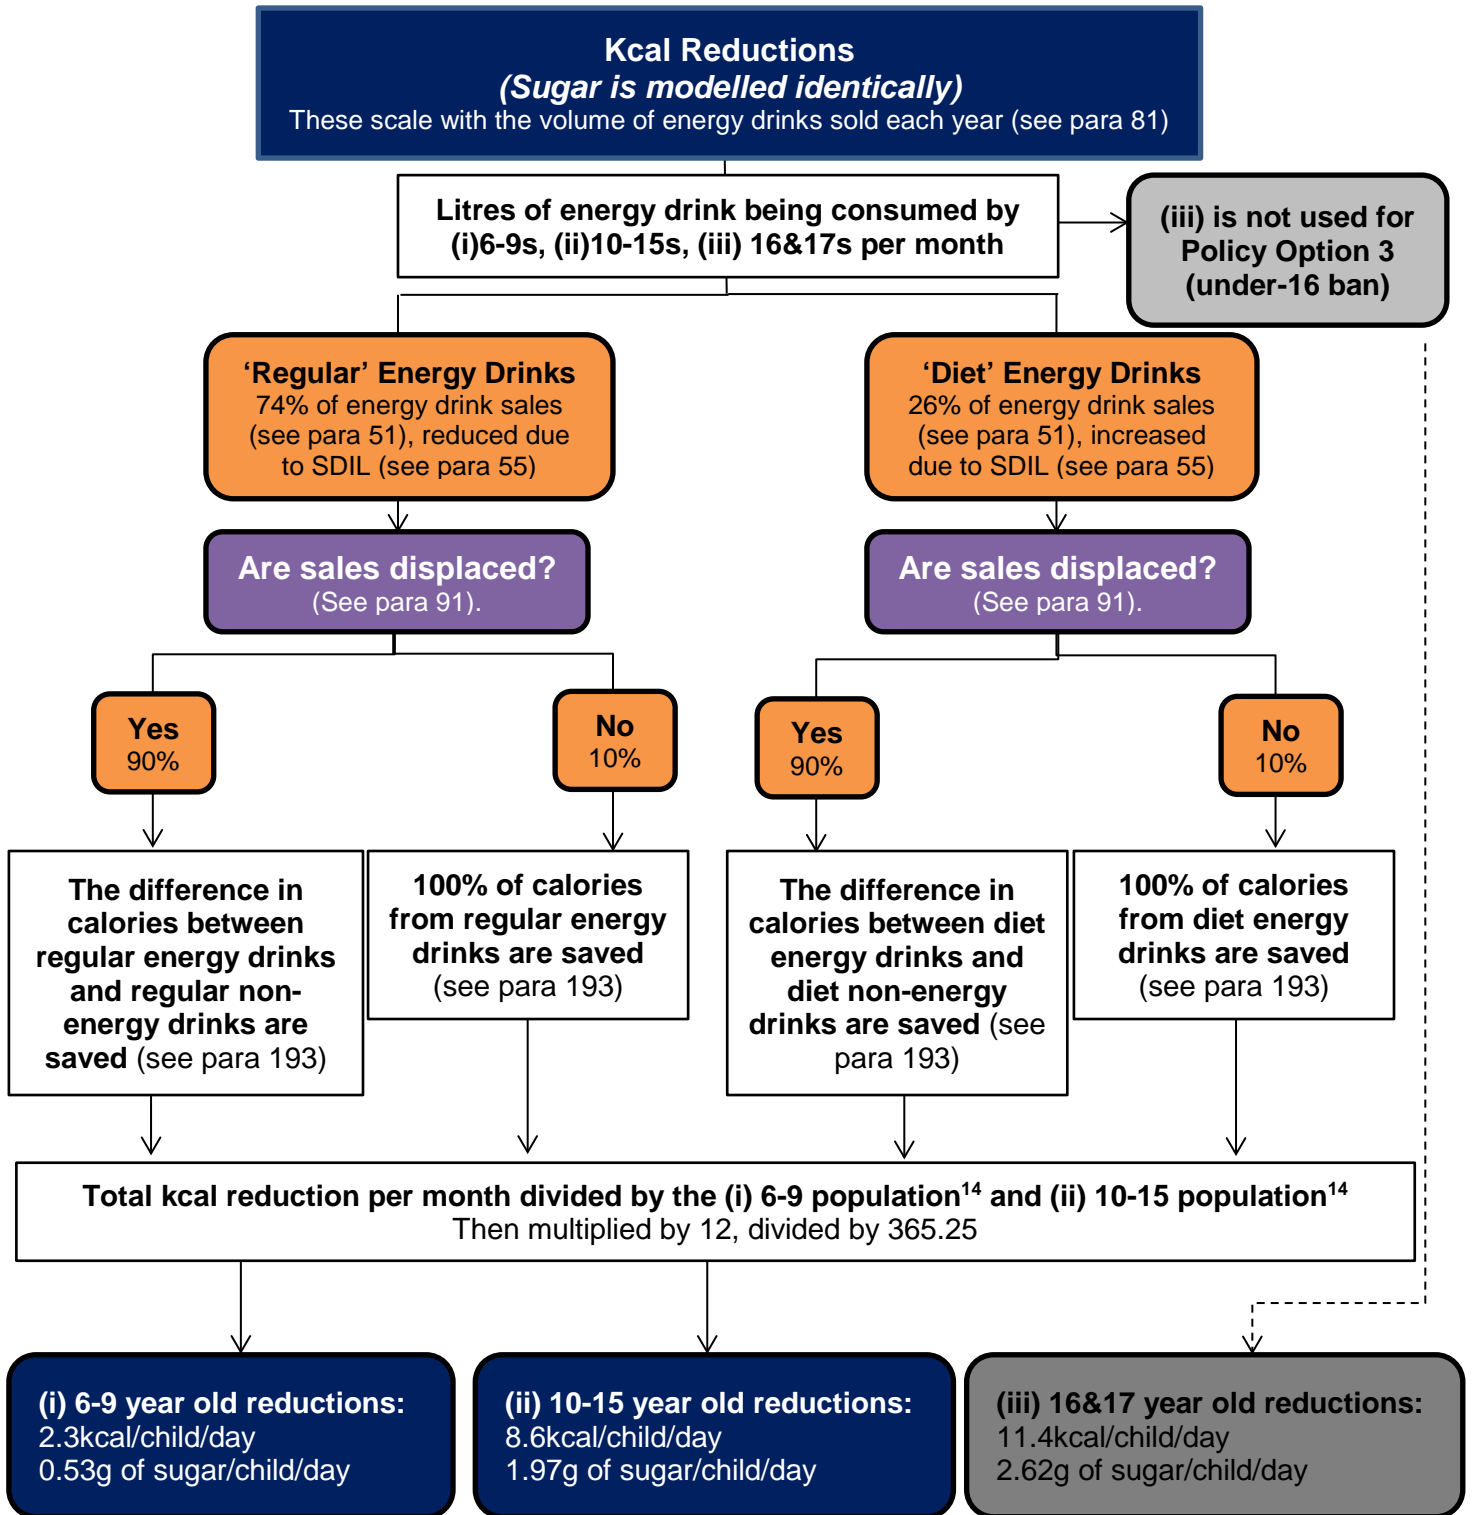 Kcal Reductions
(Sugar is modelled identically)
These scale with the volume of energy drinks sold each year (see para 81)
Litres of energy drink being consumed by
(i)6-9s, (ii)10-15s, (iii) 16&17s per month
(iii) is not used for
Policy Option 3
(under-16 ban)
‘Regular’ Energy Drinks
74% of energy drink sales
(see para 51), reduced due
to SDIL (see para 55)
‘Diet’ Energy Drinks
26% of energy drink sales
(see para 51), increased
due to SDIL (see para 55)
Are sales displaced?
(See para 91).
Are sales displaced?
(See para 91).
Yes
90%
No
10%
Yes
90%
No
10%
The difference in
calories between
regular energy drinks
and regular non-
energy drinks are
saved (see para 193)
100% of calories
from regular energy
drinks are saved
(see para 193)
The difference in
calories between diet
energy drinks and
diet non-energy
drinks are saved (see
para 193)
100% of calories
from diet energy
drinks are saved
(see para 193)
Total kcal reduction per month divided by the (i) 6-9 population¹⁴ and (ii) 10-15 population¹⁴
Then multiplied by 12, divided by 365.25
(i) 6-9 year old reductions:
2.3kcal/child/day
0.53g of sugar/child/day
(ii) 10-15 year old reductions:
8.6kcal/child/day
1.97g of sugar/child/day
(iii) 16&17 year old reductions:
11.4kcal/child/day
2.62g of sugar/child/day